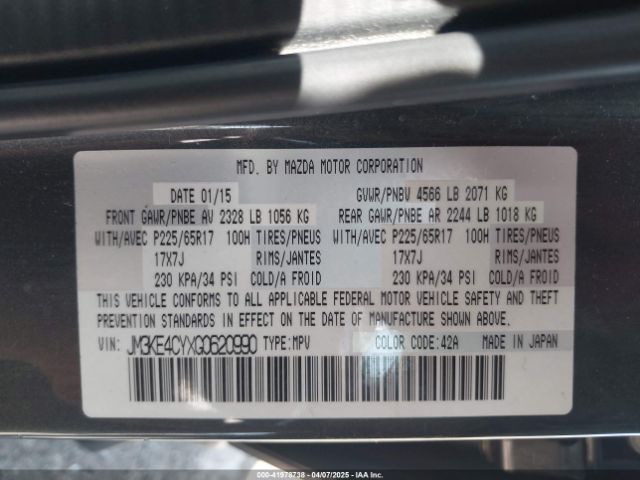 MFD. BY MAZDA MOTOR CORPORATION
DATE 01/15 GVWR/PNBV 4566 LB 2071 KG
FRONT GAWR/PNBE AV 2328 LB 1056 KG REAR GAWR/PNBE AR 2244 LB 1018 KG
WITH/AVEC P225/65R17 100H TIRES/PNEUS WITH/AVEC P225/65R17 100H TIRES/PNEUS
17X7J RIMS/JANTES 17X7J RIMS/JANTES
230 KPA/34 PSI COLD/A FROID 230 KPA/34 PSI COLD/A FROID
THIS VEHICLE CONFORMS TO ALL APPLICABLE FEDERAL MOTOR VEHICLE SAFETY AND THEFT
PREVENTION STANDARDS IN EFFECT ON THE DATE OF MANUFACTURE SHOWN ABOVE.
VIN: JM3KE4CYXG0620990 TYPE:MPV COLOR CODE:42A MADE IN JAPAN
000-41978738 - 04/07/2025 - IAA Inc.